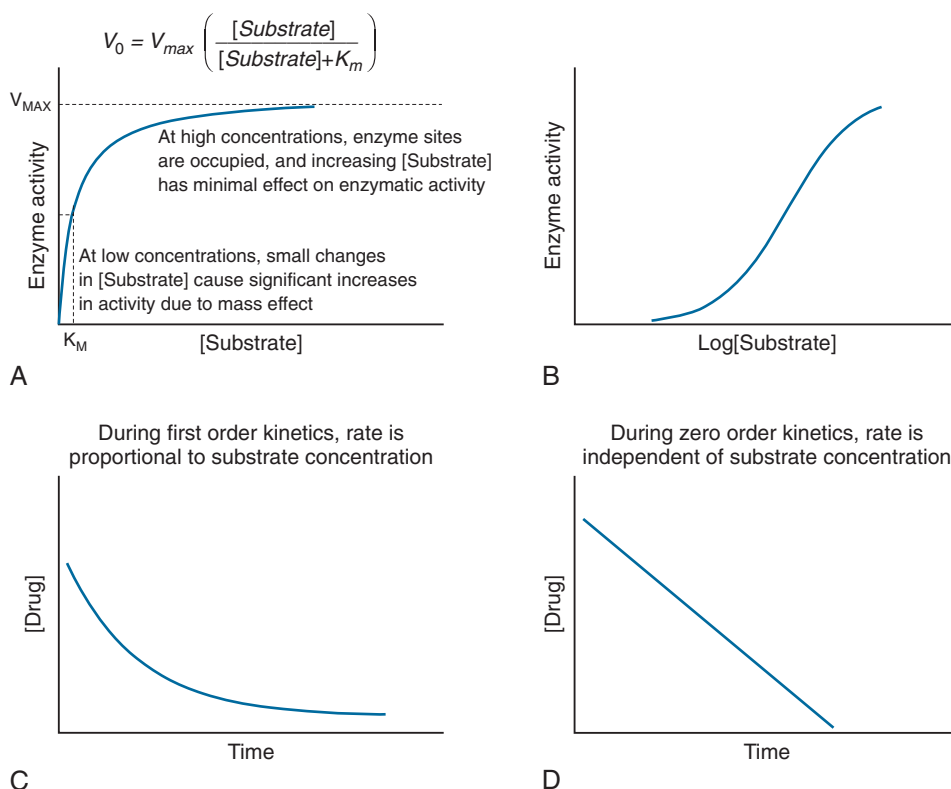 V₀ = Vmax ( [Substrate] / [Substrate]+Kₘ )
V_MAX
At high concentrations, enzyme sites
are occupied, and increasing [Substrate]
has minimal effect on enzymatic activity
Enzyme activity
At low concentrations, small changes
in [Substrate] cause significant increases
in activity due to mass effect
K_M
[Substrate]
A
Enzyme activity
Log[Substrate]
B
During first order kinetics, rate is
proportional to substrate concentration
[Drug]
Time
C
During zero order kinetics, rate is
independent of substrate concentration
[Drug]
Time
D